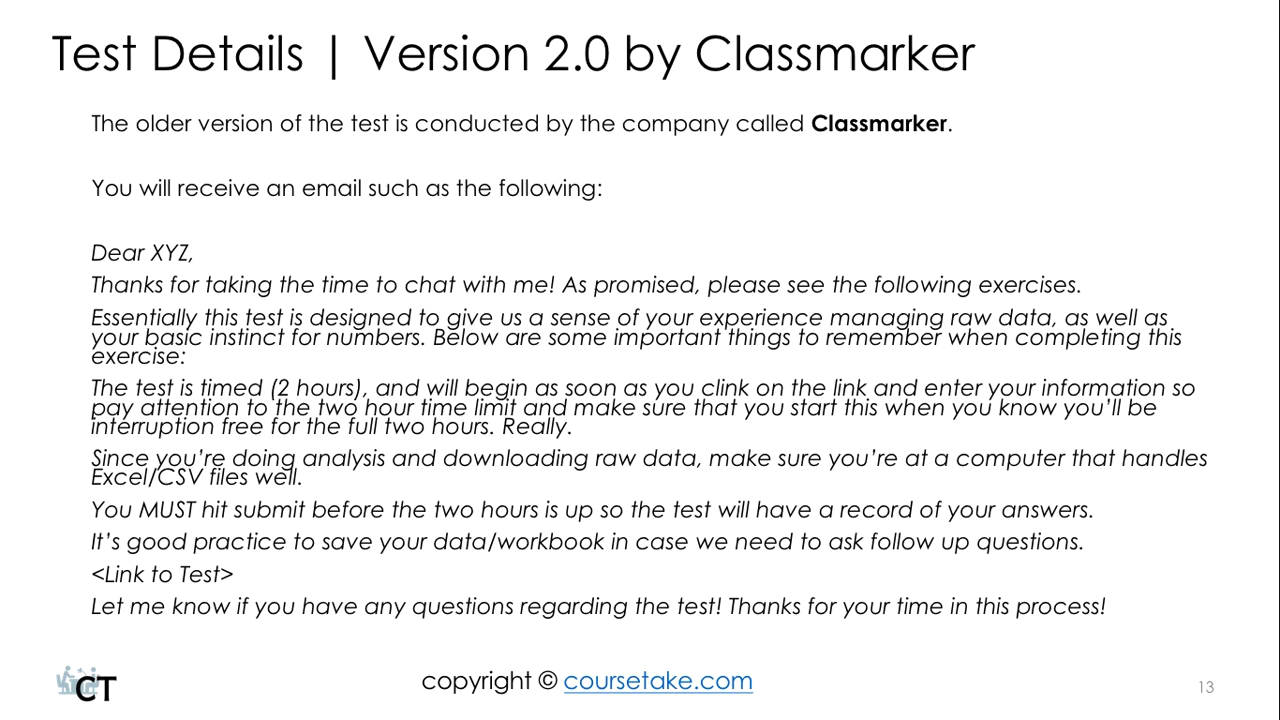 Test Details | Version 2.0 by Classmarker
The older version of the test is conducted by the company called Classmarker.
You will receive an email such as the following:
Dear XYZ,
Thanks for taking the time to chat with me! As promised, please see the following exercises.
Essentially this test is designed to give us a sense of your experience managing raw data, as well as
your basic instinct for numbers. Below are some important things to remember when completing this
exercise:
The test is timed (2 hours), and will begin as soon as you clink on the link and enter your information so
pay attention to the two hour time limit and make sure that you start this when you know you’ll be
interruption free for the full two hours. Really.
Since you’re doing analysis and downloading raw data, make sure you’re at a computer that handles
Excel/CSV files well.
You MUST hit submit before the two hours is up so the test will have a record of your answers.
It’s good practice to save your data/workbook in case we need to ask follow up questions.
<Link to Test>
Let me know if you have any questions regarding the test! Thanks for your time in this process!
CT
copyright © coursetake.com
13